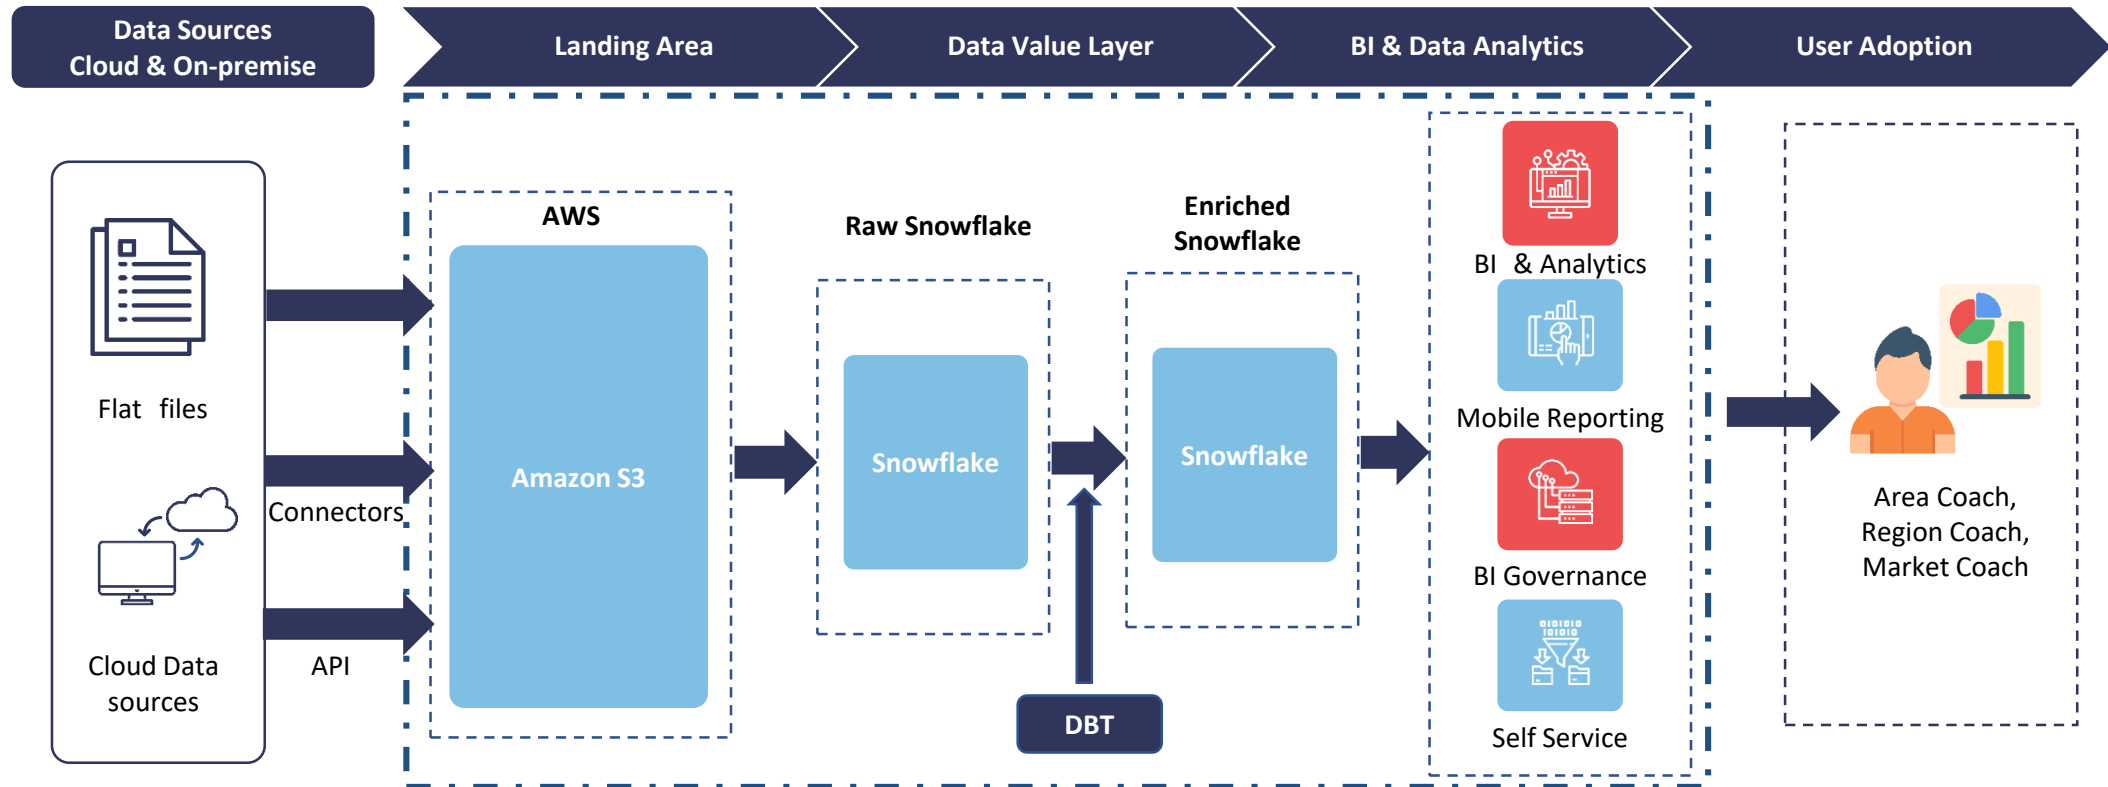 Data Sources
Cloud & On-premise
Landing Area
Data Value Layer
BI & Data Analytics
User Adoption
Flat files
Cloud Data
sources
Connectors
API
AWS
Amazon S3
Raw Snowflake
Snowflake
DBT
Enriched
Snowflake
Snowflake
BI & Analytics
Mobile Reporting
BI Governance
0101010
101010
Self Service
Area Coach,
Region Coach,
Market Coach